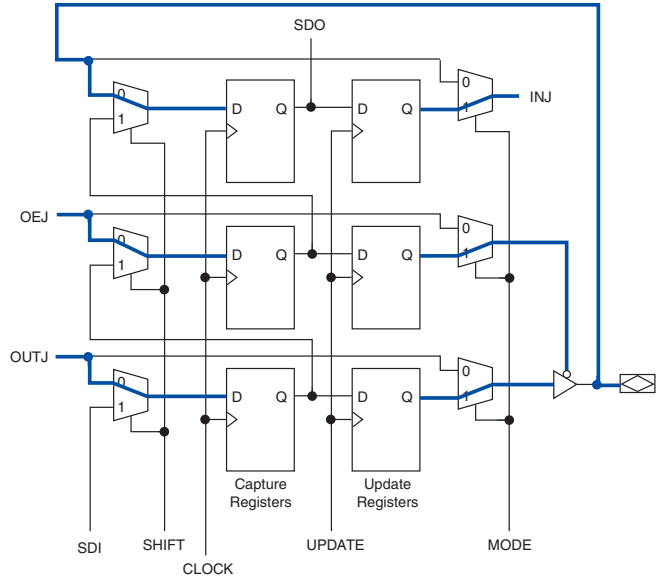 SDO
0
1
D Q
D Q
0
1
INJ
OEJ
0
1
D Q
D Q
0
1
OUTJ
0
1
D Q
D Q
0
1
Capture
Registers
Update
Registers
SDI
SHIFT
CLOCK
UPDATE
MODE